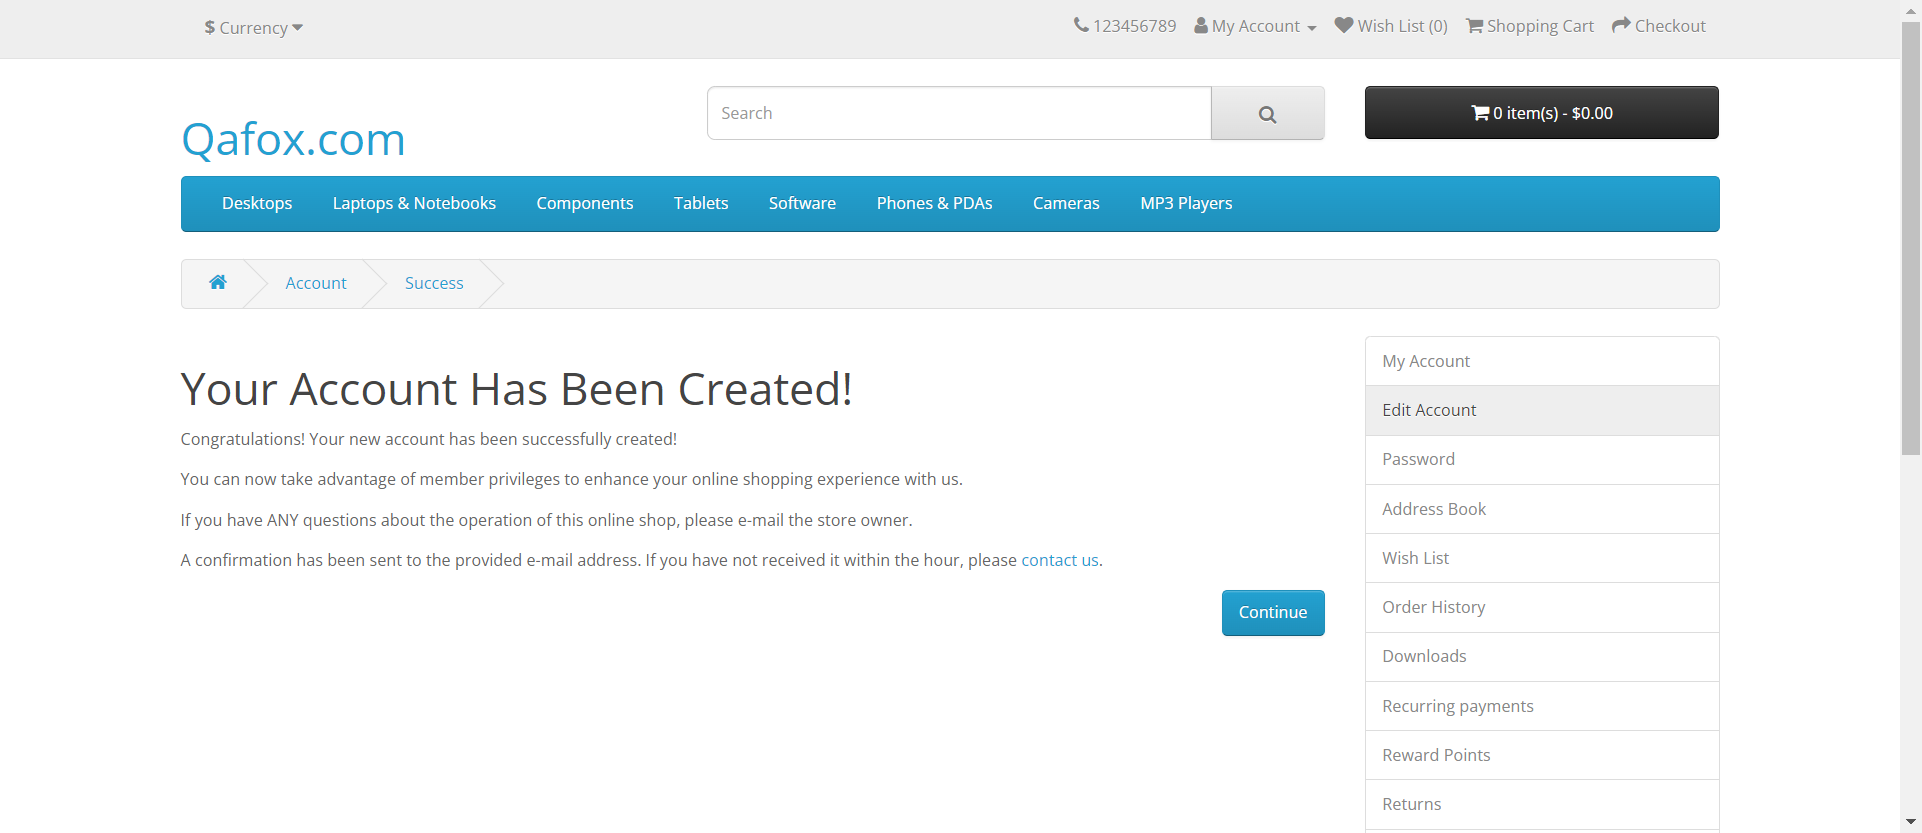 $ Currency
123456789 My Account Wish List (0) Shopping Cart Checkout
Qafox.com
Search
0 item(s) - $0.00
Desktops Laptops & Notebooks Components Tablets Software Phones & PDAs Cameras MP3 Players
Account Success
Your Account Has Been Created!
Congratulations! Your new account has been successfully created!
You can now take advantage of member privileges to enhance your online shopping experience with us.
If you have ANY questions about the operation of this online shop, please e-mail the store owner.
A confirmation has been sent to the provided e-mail address. If you have not received it within the hour, please contact us.
Continue
My Account
Edit Account
Password
Address Book
Wish List
Order History
Downloads
Recurring payments
Reward Points
Returns